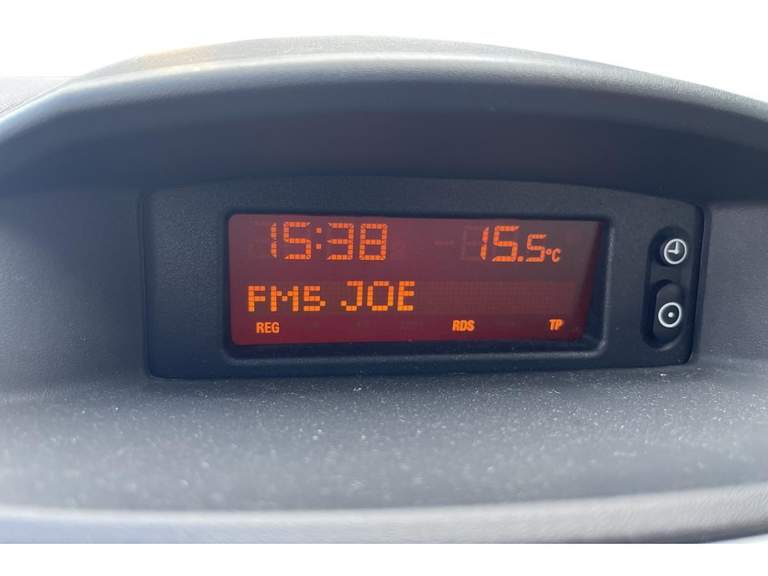 15:38 15.5°C
FM5 JOE
REG RDS TP